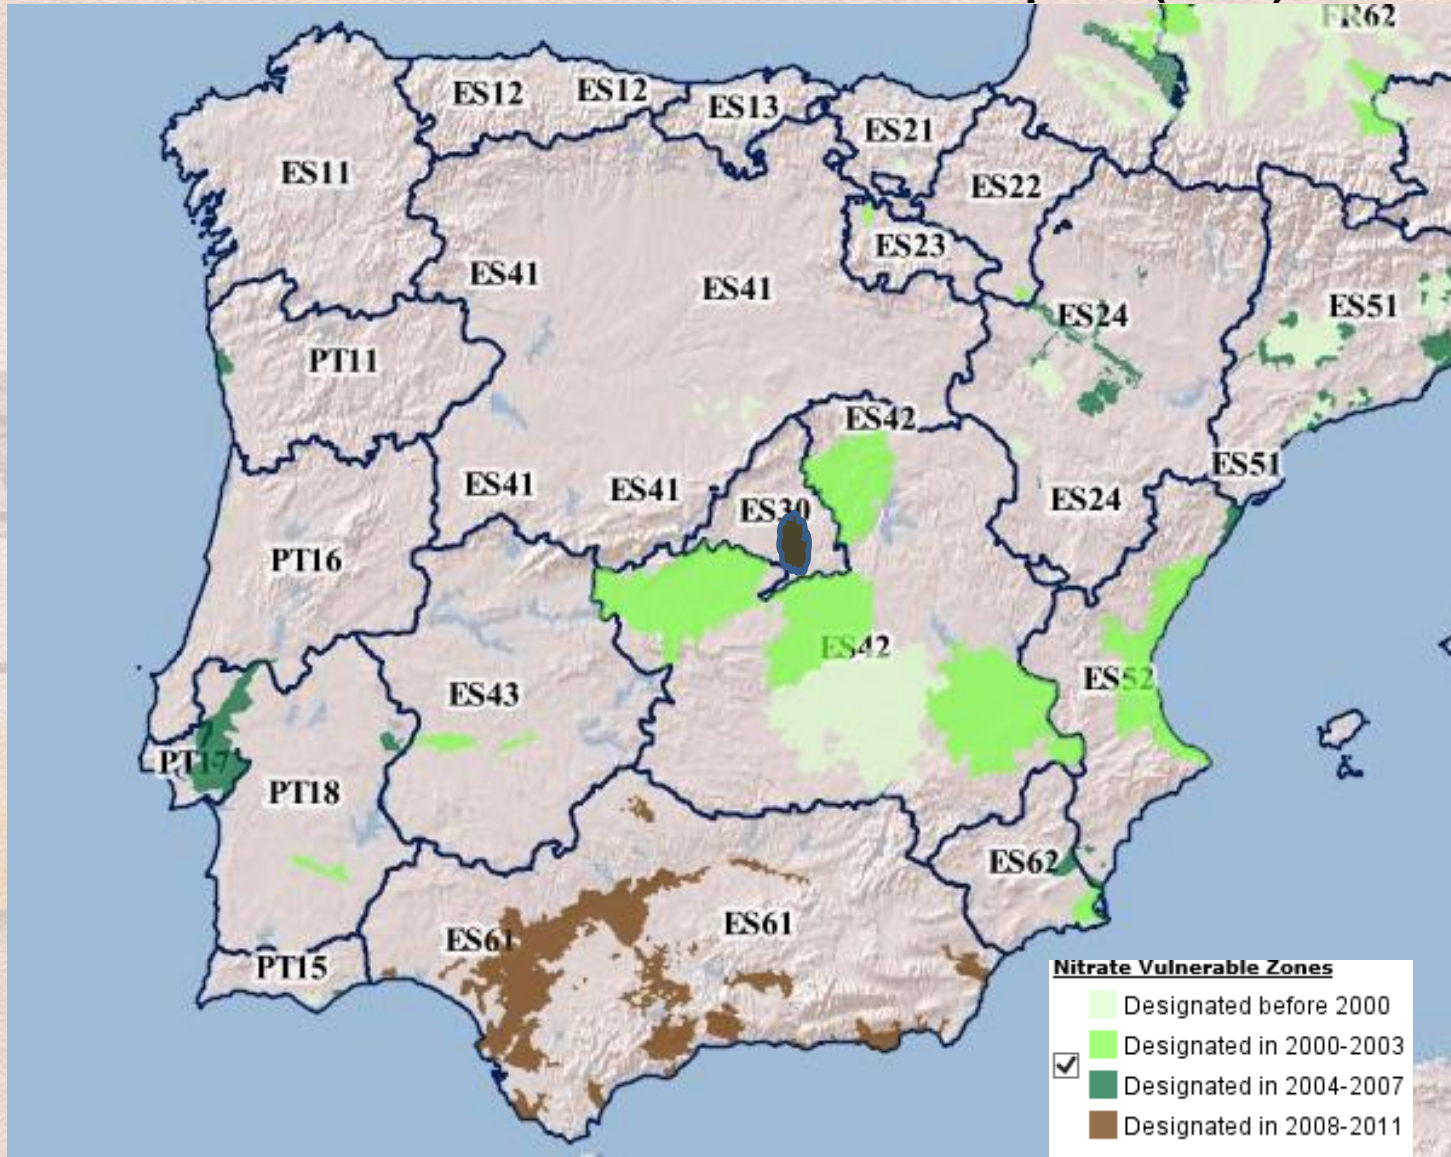 FR62
ES12
ES12
ES13
ES21
ES11
ES22
ES23
ES41
ES41
ES24
ES51
PT11
ES42
ES41
ES41
ES30
ES24
ES51
PT16
ES42
ES43
ES52
PT17
PT18
ES62
ES61
ES61
PT15
Nitrate Vulnerable Zones
Designated before 2000
Designated in 2000-2003
Designated in 2004-2007
Designated in 2008-2011